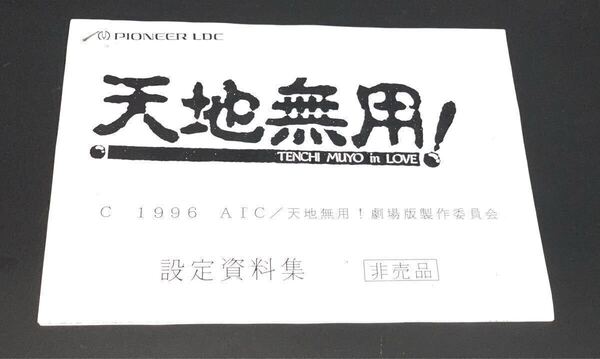 PIONEER LDC
天地無用!
TENCHI MUYO in LOVE
C 1996 AIC/天地無用!劇場版製作委員会
設定資料集 非売品